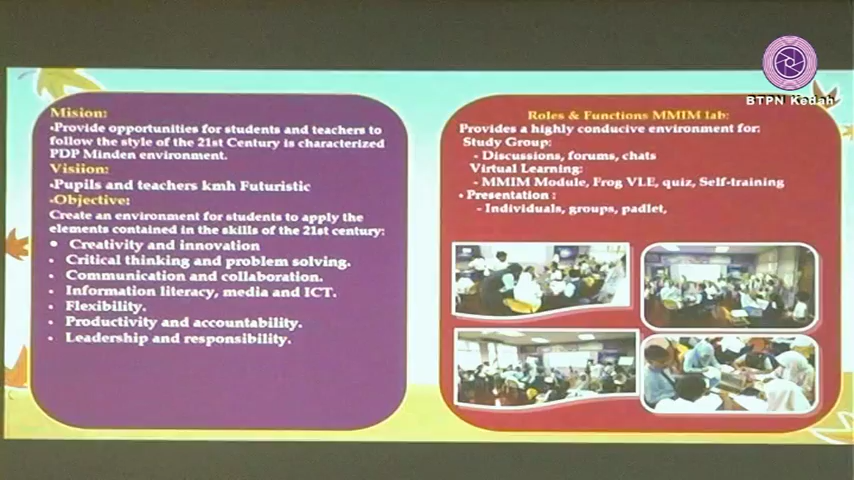 BTPN Kedah
Mision:
•Provide opportunities for students and teachers to
follow the style of the 21st Century is characterized
PDP Minden environment.
Visiion:
•Pupils and teachers kmh Futuristic
•Objective:
Create an environment for students to apply the
elements contained in the skills of the 21st century:
• Creativity and innovation
• Critical thinking and problem solving.
• Communication and collaboration.
• Information literacy, media and ICT.
• Flexibility.
• Productivity and accountability.
• Leadership and responsibility.
Roles & Functions MMIM lab:
Provides a highly conducive environment for:
Study Group:
- Discussions, forums, chats
Virtual Learning:
- MMIM Module, Frog VLE, quiz, Self-training
• Presentation :
- Individuals, groups, padlet,